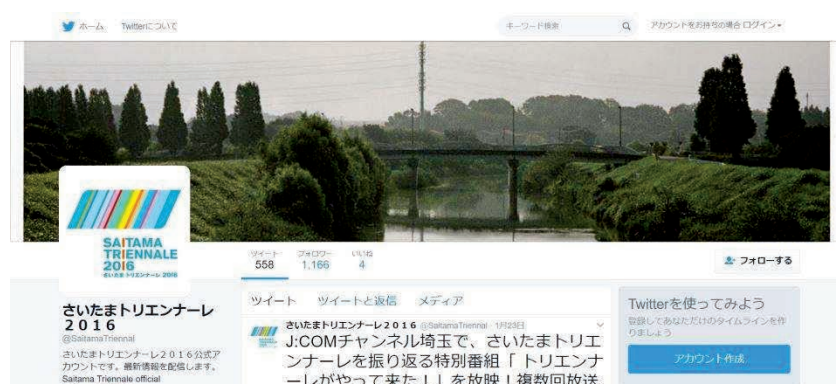 ホーム Twitterについて キーワード検索 アカウントをお持ちの場合 ログイン
SAITAMA
TRIENNALE
2016
さいたまトリエンナーレ 2016
ツイート フォロワー いいね
558 1,166 4
フォローする
さいたまトリエンナーレ
２０１６
@SaitamaTriennal
さいたまトリエンナーレ２０１６公式ア
カウントです。最新情報を配信します。
Saitama Triennale official
ツイート ツイートと返信 メディア
さいたまトリエンナーレ２０１６ @SaitamaTriennal · 1月23日
J:COMチャンネル埼玉で、さいたまトリエ
ンナーレを振り返る特別番組「トリエンナ
ーレがやって来た！」を放映！複数回放送
Twitterを使ってみよう
登録してあなただけのタイムラインを作
りましょう
アカウント作成